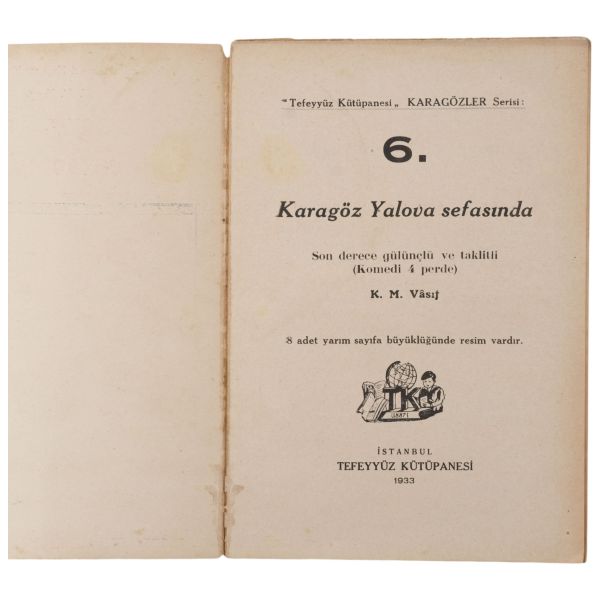 “Tefeyyüz Kütüpanesi„ KARAGÖZLER Serisi:
6.
Karagöz Yalova sefasında
Son derece gülünçlü ve taklitli
(Komedi 4 perde)
K. M. Vâsıf
8 adet yarım sayıfa büyüklüğünde resim vardır.
TK
İSTANBUL
TEFEYYÜZ KÜTÜPANESİ
1933